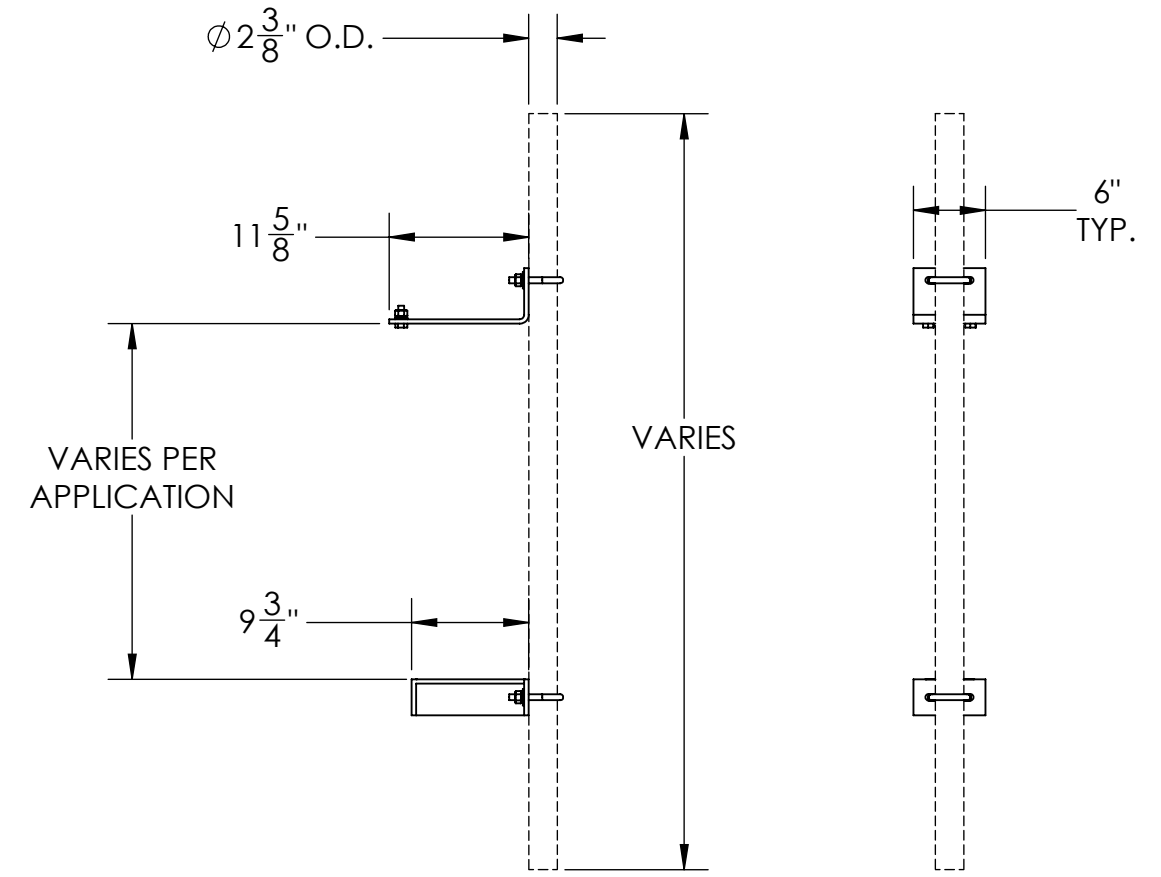 ⌀2 3/8" O.D.
6"
TYP.
11 5/8"
VARIES
VARIES PER
APPLICATION
9 3/4"